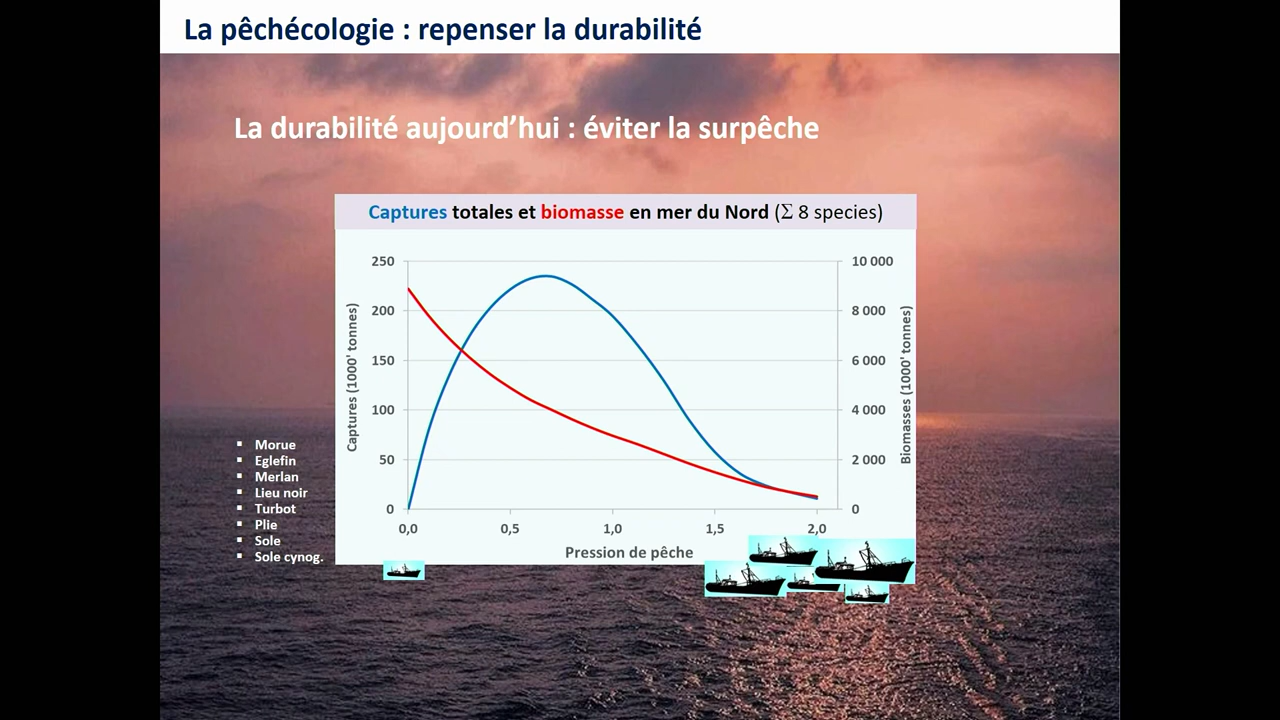 La pêchécologie : repenser la durabilité
La durabilité aujourd’hui : éviter la surpêche
Captures totales et biomasse en mer du Nord (Σ 8 species)
250
200
150
100
50
0
Captures (1000' tonnes)
10 000
8 000
6 000
4 000
2 000
0
Biomasses (1000' tonnes)
0,0
0,5
1,0
1,5
2,0
Pression de pêche
▪ Morue
▪ Eglefin
▪ Merlan
▪ Lieu noir
▪ Turbot
▪ Plie
▪ Sole
▪ Sole cynog.